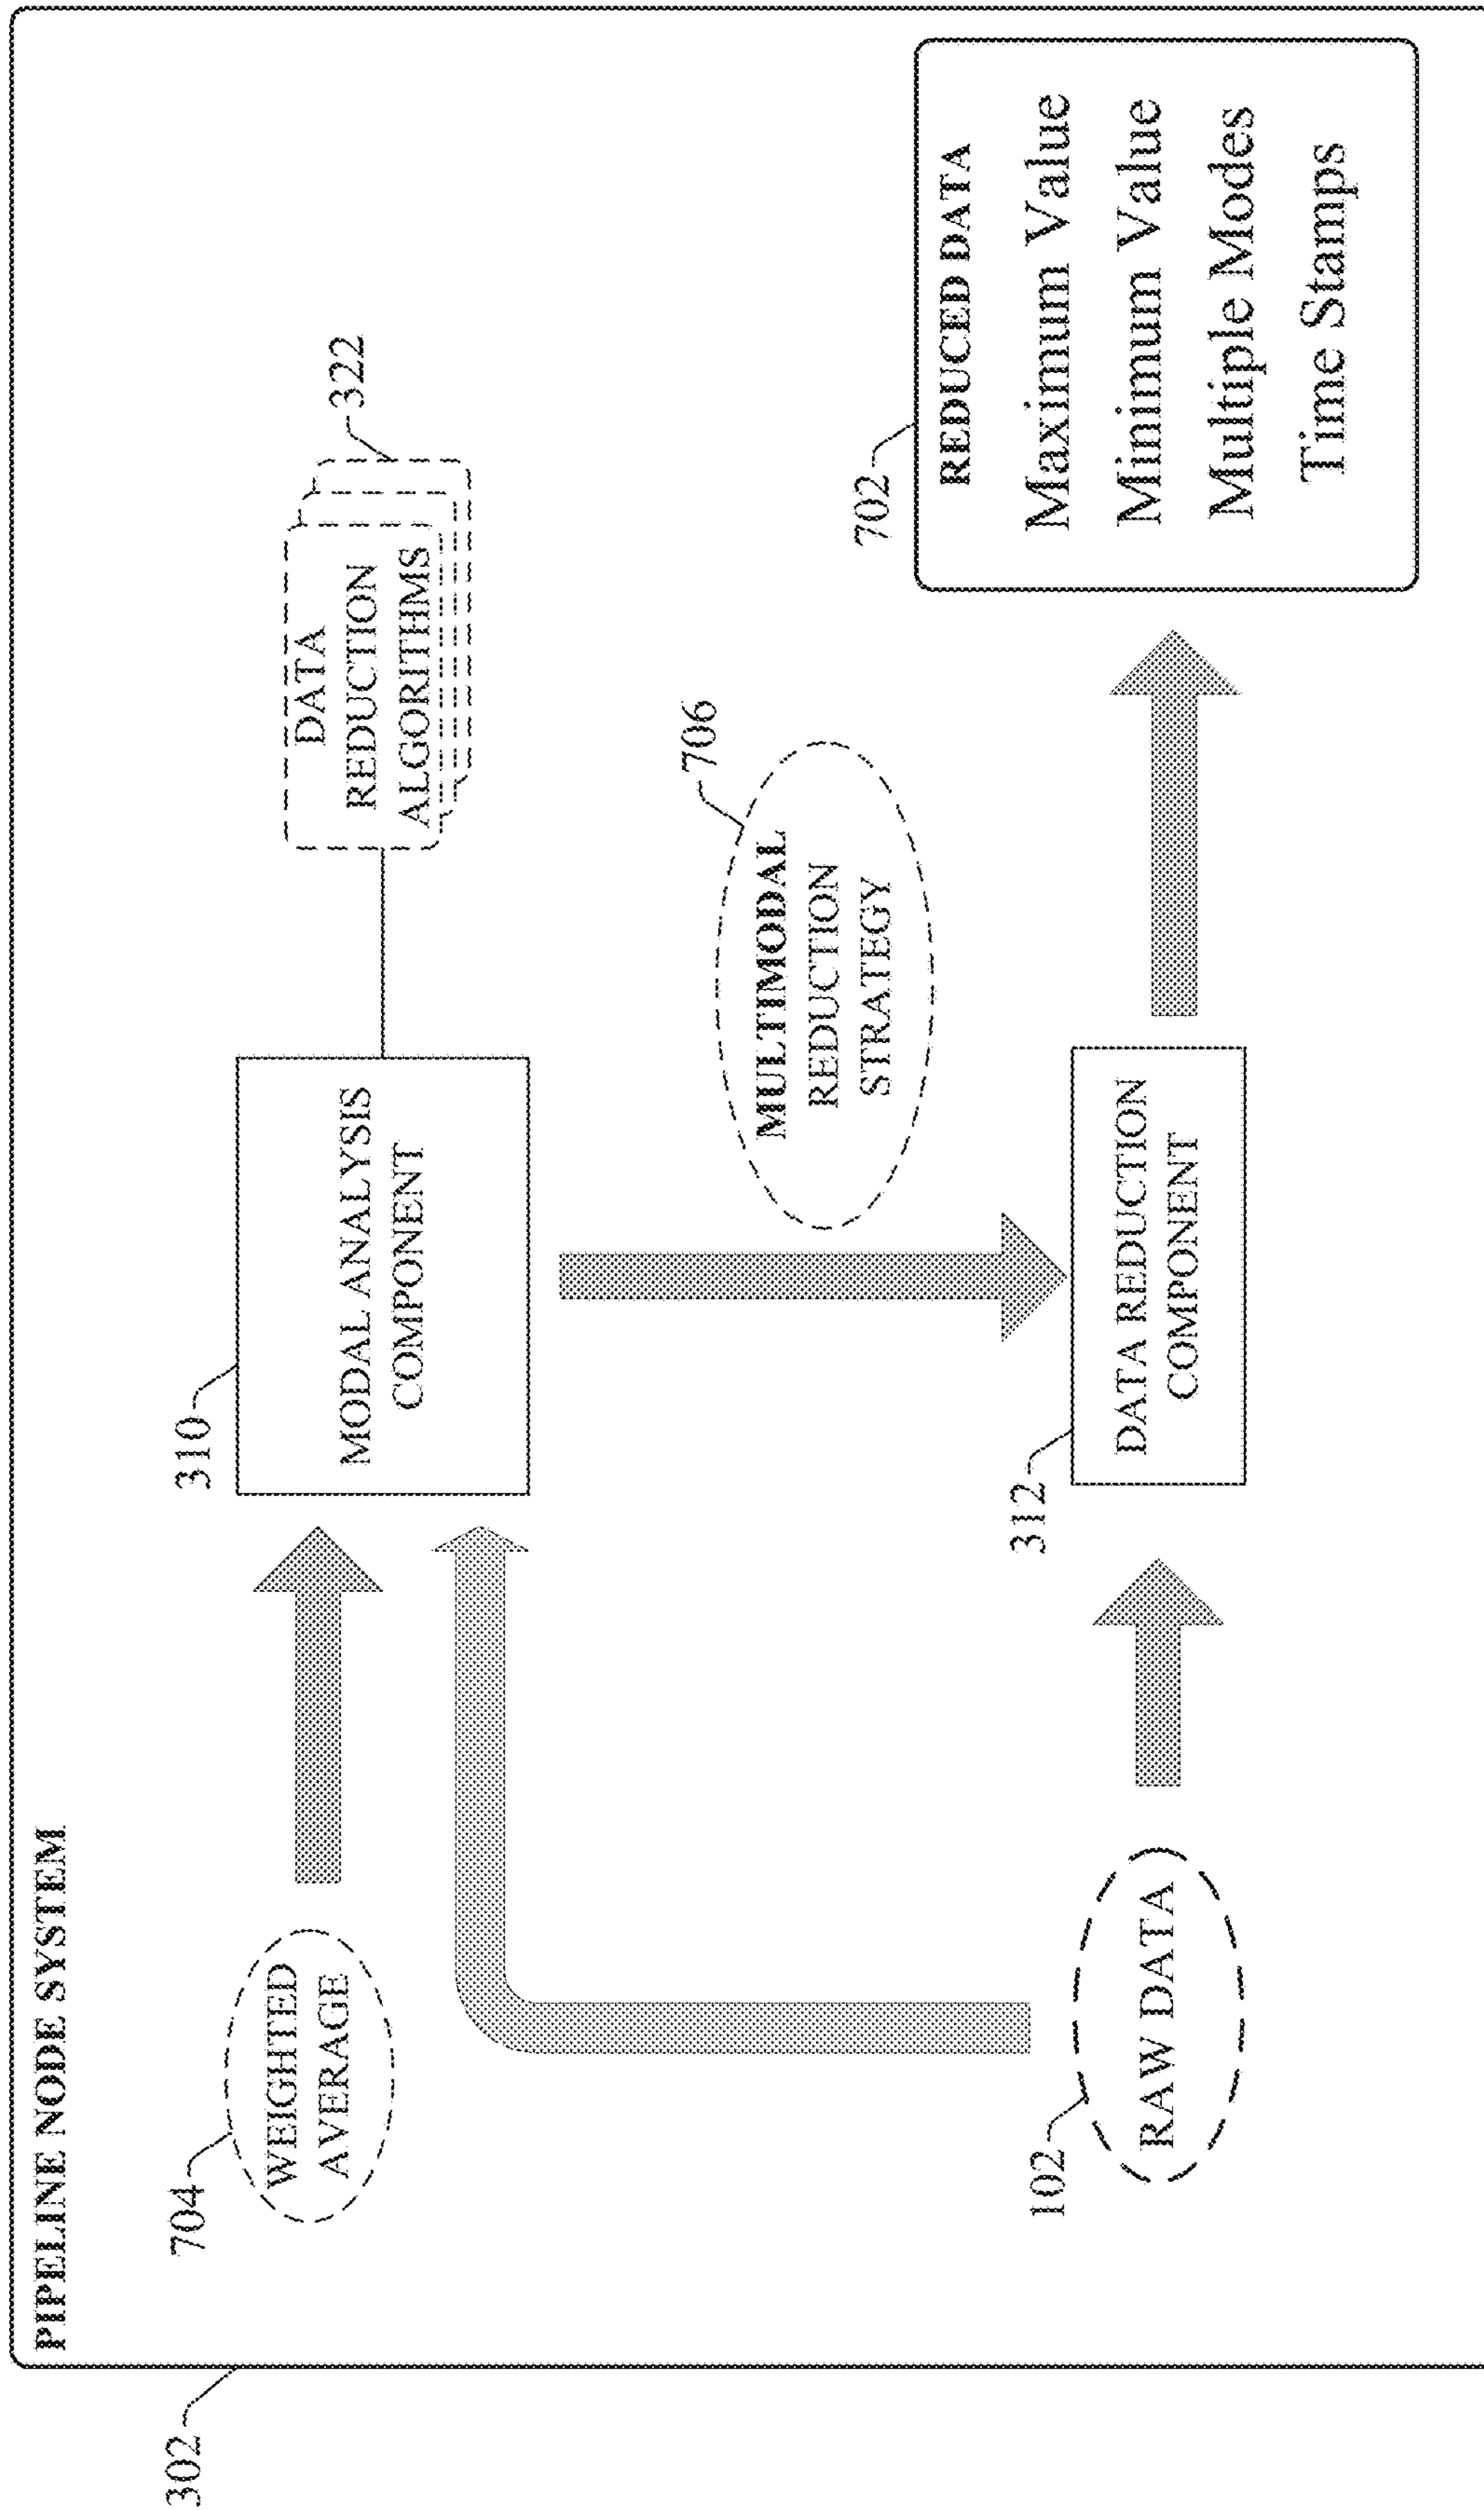 302
PIPELINE NODE SYSTEM
704
WEIGHTED
AVERAGE
310
MODAL ANALYSIS
COMPONENT
DATA
REDUCTION
ALGORITHMS
322
706
MULTIMODAL
REDUCTION
STRATEGY
102
RAW DATA
312
DATA REDUCTION
COMPONENT
702
REDUCED DATA
Maximum Value
Minimum Value
Multiple Modes
Time Stamps